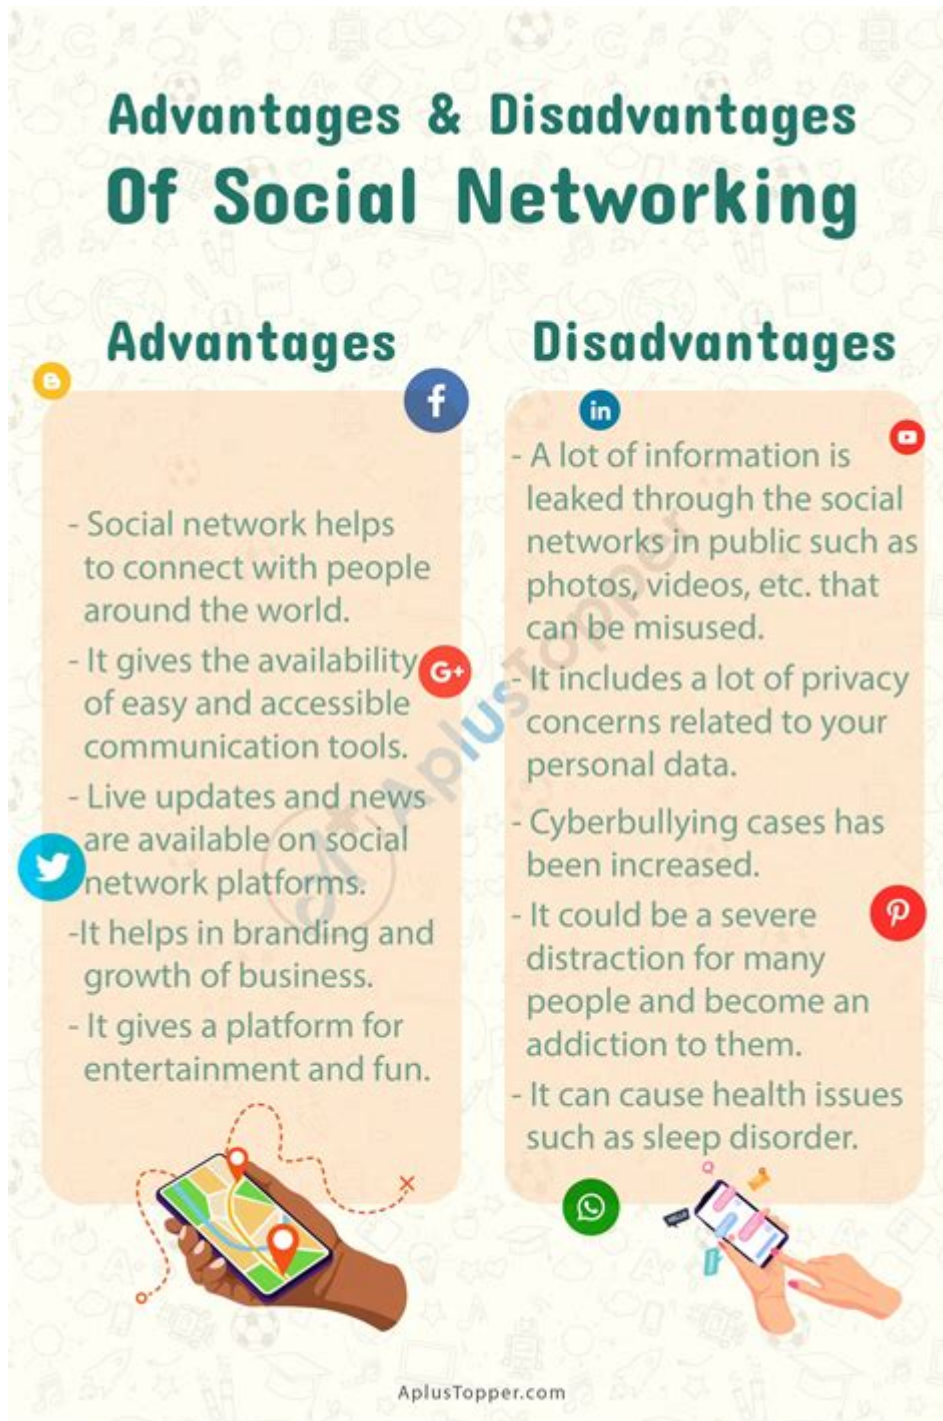 Advantages & Disadvantages
Of Social Networking
Advantages
- Social network helps
to connect with people
around the world.
- It gives the availability
of easy and accessible
communication tools.
- Live updates and news
are available on social
network platforms.
-It helps in branding and
growth of business.
- It gives a platform for
entertainment and fun.
Disadvantages
- A lot of information is
leaked through the social
networks in public such as
photos, videos, etc. that
can be misused.
- It includes a lot of privacy
concerns related to your
personal data.
- Cyberbullying cases has
been increased.
- It could be a severe
distraction for many
people and become an
addiction to them.
- It can cause health issues
such as sleep disorder.
f
in
G+
AplusTopper
HELLO
AplusTopper.com